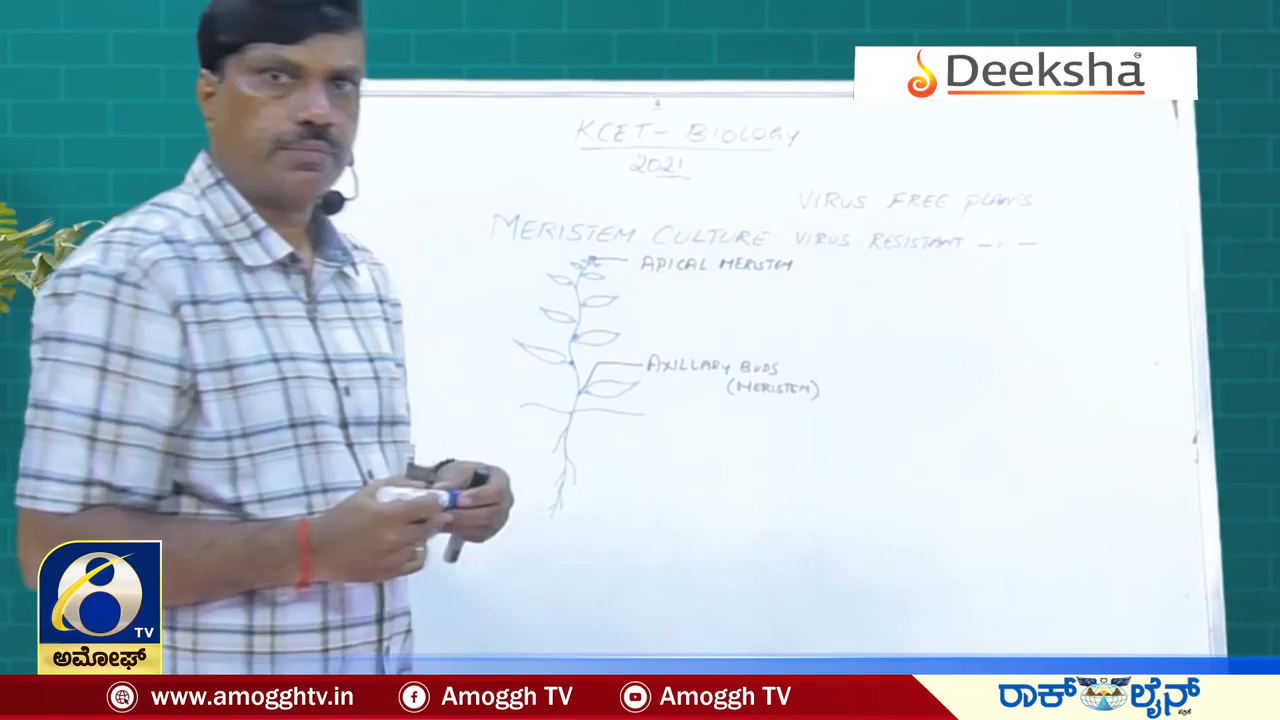 Deeksha
KCET - BIOLOGY
2021
VIRUS FREE PLANTS
MERISTEM CULTURE VIRUS RESISTANT -.-
APICAL MERISTEM
AXILLARY BUDS
(MERISTEM)
TV
ಅಮೋಘ್
www.amogghtv.in Amoggh TV Amoggh TV
ರಾಕ್ ಲೈನ್